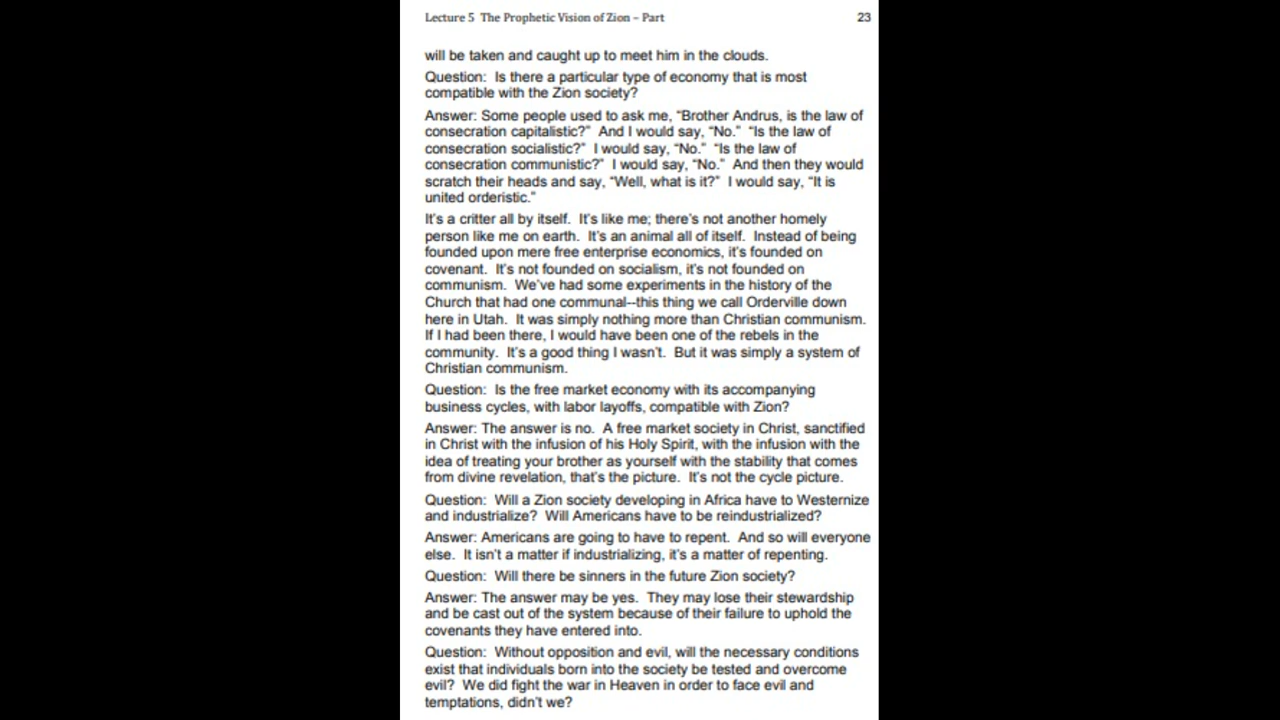 Lecture 5 The Prophetic Vision of Zion – Part 23
will be taken and caught up to meet him in the clouds.
Question: Is there a particular type of economy that is most
compatible with the Zion society?
Answer: Some people used to ask me, “Brother Andrus, is the law of
consecration capitalistic?” And I would say, “No.” “Is the law of
consecration socialistic?” I would say, “No.” “Is the law of
consecration communistic?” I would say, “No.” And then they would
scratch their heads and say, “Well, what is it?” I would say, “It is
united orderistic.”
It’s a critter all by itself. It’s like me; there’s not another homely
person like me on earth. It’s an animal all of itself. Instead of being
founded upon mere free enterprise economics, it’s founded on
covenant. It’s not founded on socialism, it’s not founded on
communism. We’ve had some experiments in the history of the
Church that had one communal--this thing we call Orderville down
here in Utah. It was simply nothing more than Christian communism.
If I had been there, I would have been one of the rebels in the
community. It’s a good thing I wasn’t. But it was simply a system of
Christian communism.
Question: Is the free market economy with its accompanying
business cycles, with labor layoffs, compatible with Zion?
Answer: The answer is no. A free market society in Christ, sanctified
in Christ with the infusion of his Holy Spirit, with the infusion with the
idea of treating your brother as yourself with the stability that comes
from divine revelation, that’s the picture. It’s not the cycle picture.
Question: Will a Zion society developing in Africa have to Westernize
and industrialize? Will Americans have to be reindustrialized?
Answer: Americans are going to have to repent. And so will everyone
else. It isn’t a matter if industrializing, it’s a matter of repenting.
Question: Will there be sinners in the future Zion society?
Answer: The answer may be yes. They may lose their stewardship
and be cast out of the system because of their failure to uphold the
covenants they have entered into.
Question: Without opposition and evil, will the necessary conditions
exist that individuals born into the society be tested and overcome
evil? We did fight the war in Heaven in order to face evil and
temptations, didn’t we?